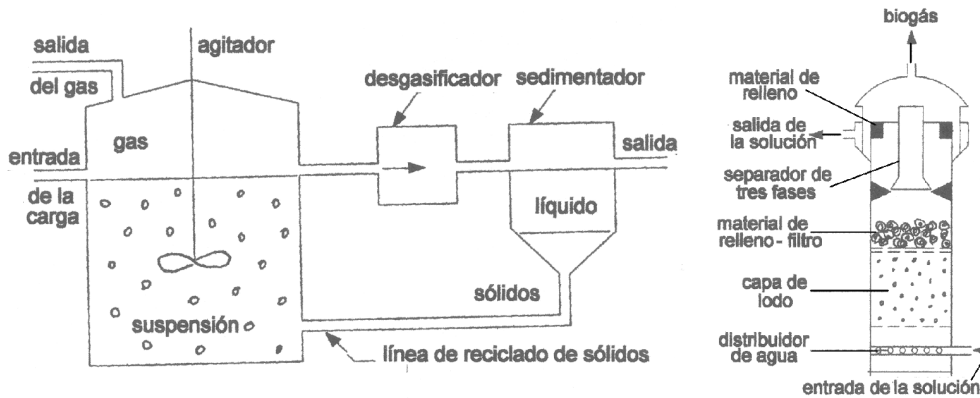 salida
del gas
agitador
desgasificador
sedimentador
gas
entrada
de la
carga
salida
líquido
sólidos
suspensión
línea de reciclado de sólidos
biogás
material de
relleno
salida de
la solución
separador de
tres fases
material de
relleno - filtro
capa de
lodo
distribuidor
de agua
entrada de la solución